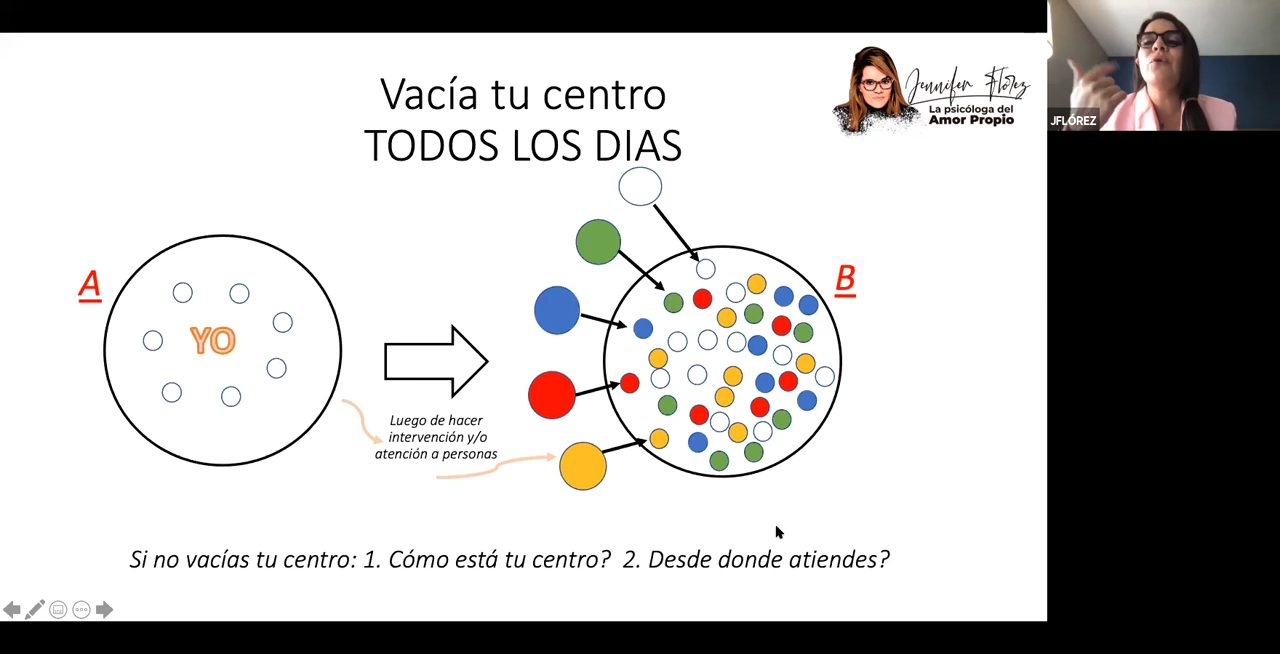 Vacía tu centro
TODOS LOS DIAS
Jennifer Flórez
La psicóloga del
Amor Propio
JFLÓREZ
A
B
YO
Luego de hacer
intervención y/o
atención a personas
Si no vacías tu centro: 1. Cómo está tu centro? 2. Desde donde atiendes?